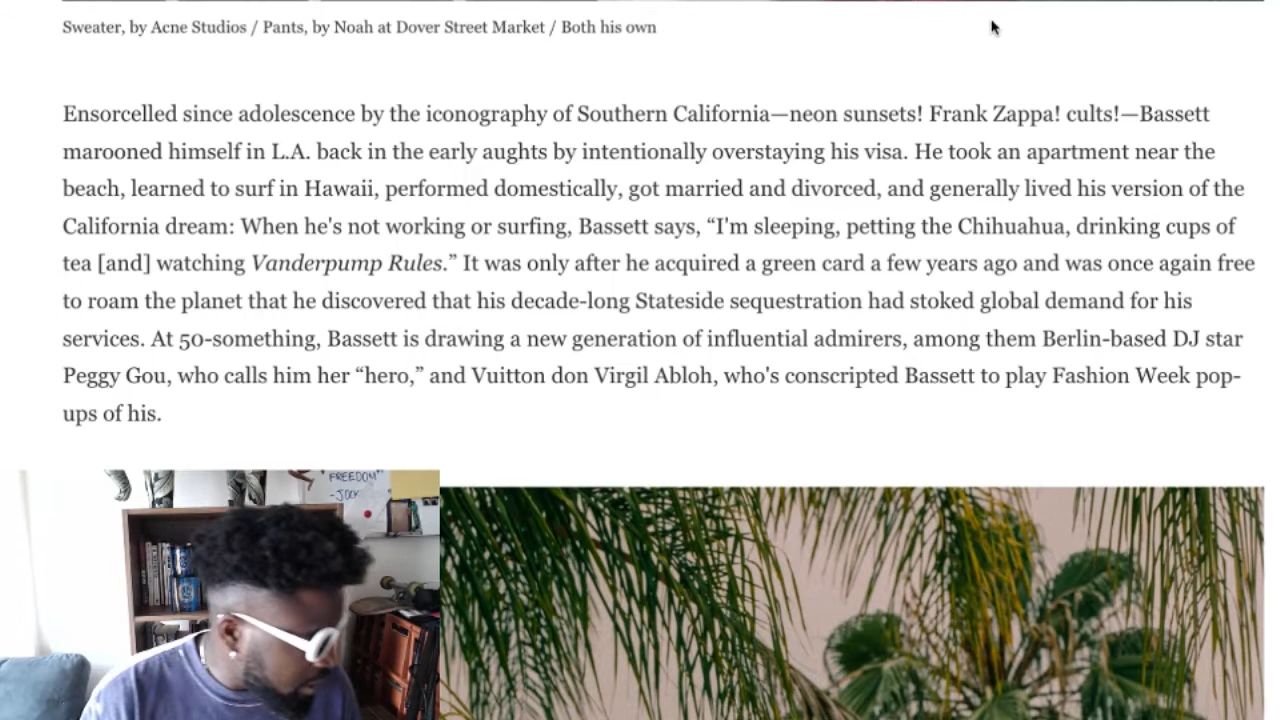 Sweater, by Acne Studios / Pants, by Noah at Dover Street Market / Both his own
Ensorcelled since adolescence by the iconography of Southern California—neon sunsets! Frank Zappa! cults!—Bassett
marooned himself in L.A. back in the early aughts by intentionally overstaying his visa. He took an apartment near the
beach, learned to surf in Hawaii, performed domestically, got married and divorced, and generally lived his version of the
California dream: When he's not working or surfing, Bassett says, “I'm sleeping, petting the Chihuahua, drinking cups of
tea [and] watching Vanderpump Rules.” It was only after he acquired a green card a few years ago and was once again free
to roam the planet that he discovered that his decade-long Stateside sequestration had stoked global demand for his
services. At 50-something, Bassett is drawing a new generation of influential admirers, among them Berlin-based DJ star
Peggy Gou, who calls him her “hero,” and Vuitton don Virgil Abloh, who's conscripted Bassett to play Fashion Week pop-
ups of his.
FREEDOM"